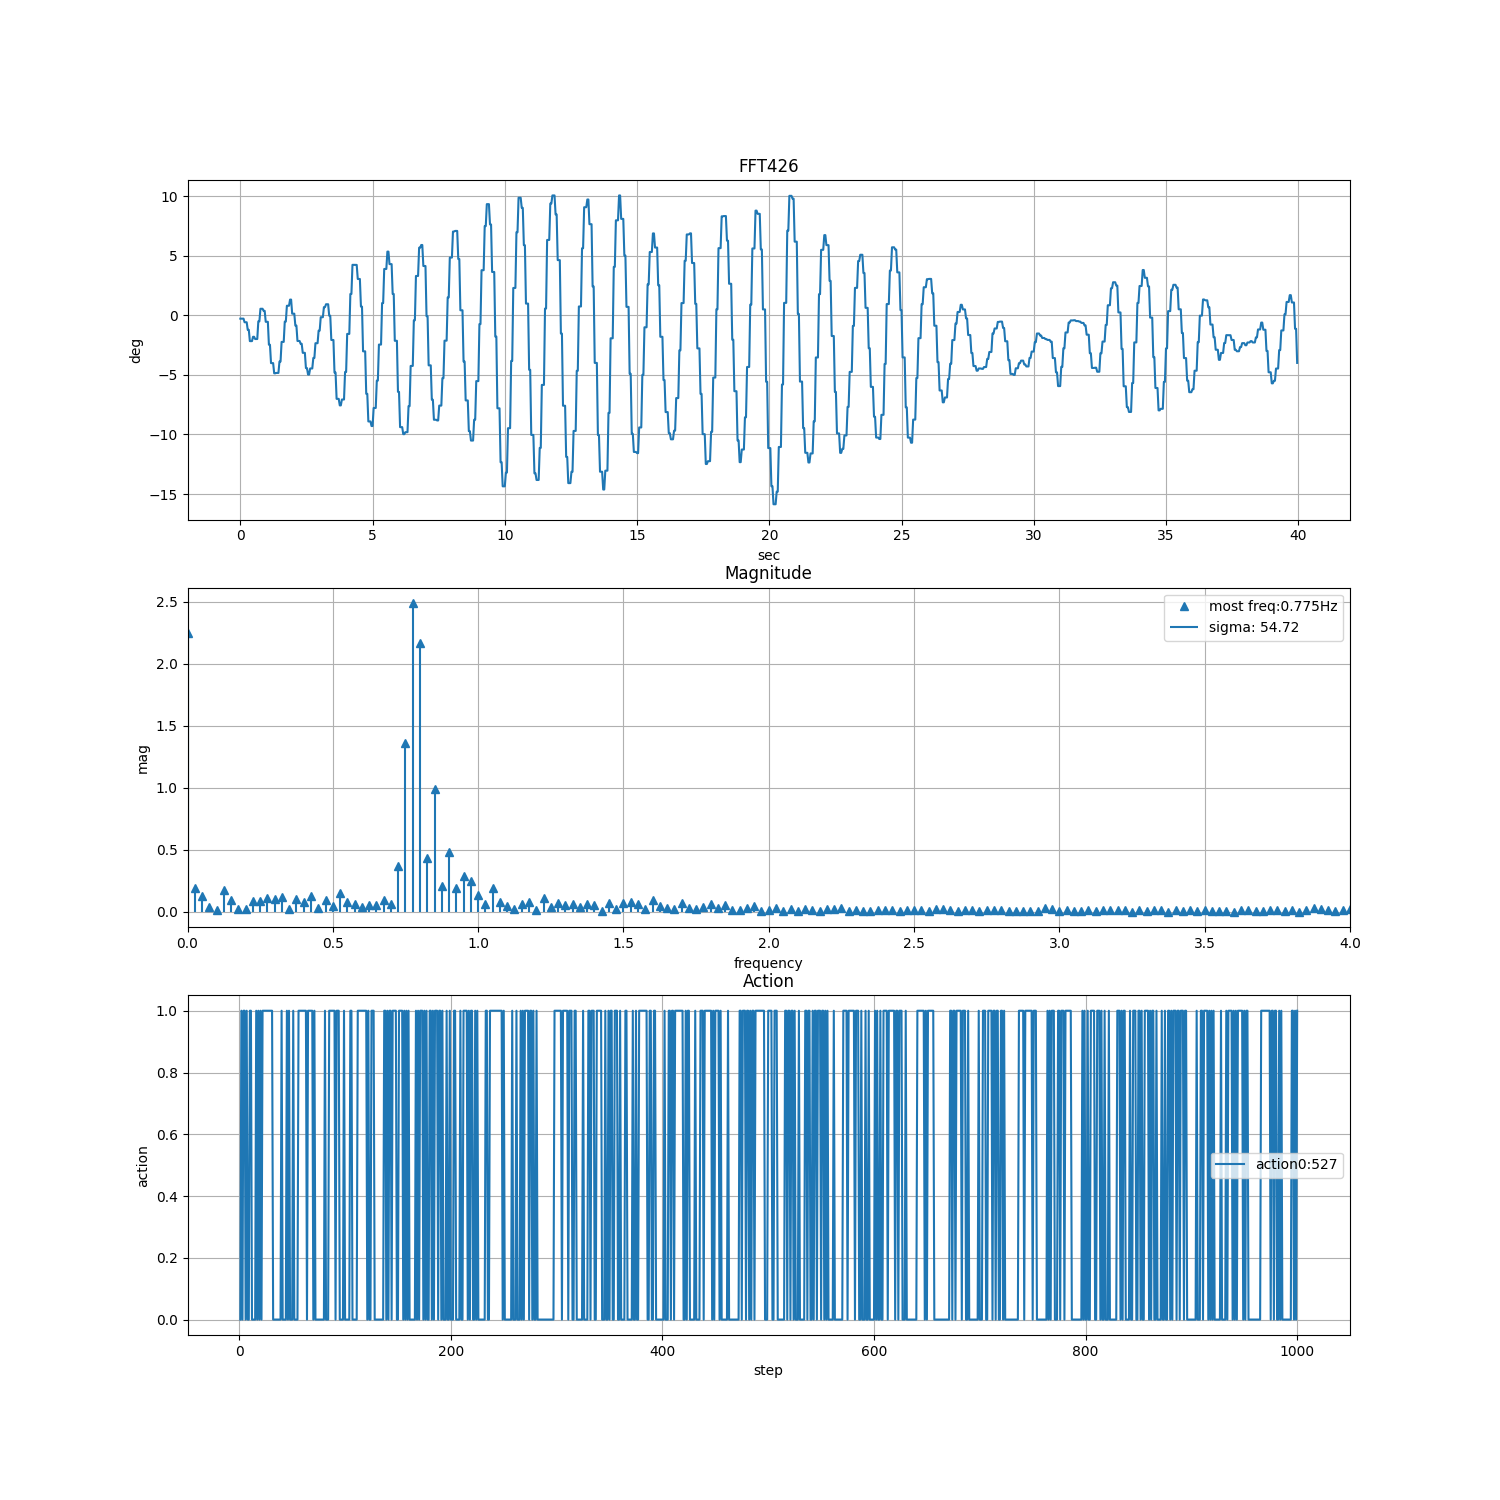 FFT426
10
5
0
−5
−10
−15
deg
0 5 10 15 20 25 30 35 40
sec
Magnitude
2.5
2.0
1.5
1.0
0.5
0.0
mag
most freq:0.775Hz
sigma: 54.72
0.0 0.5 1.0 1.5 2.0 2.5 3.0 3.5 4.0
frequency
Action
1.0
0.8
0.6
0.4
0.2
0.0
action
action0:527
0 200 400 600 800 1000
step